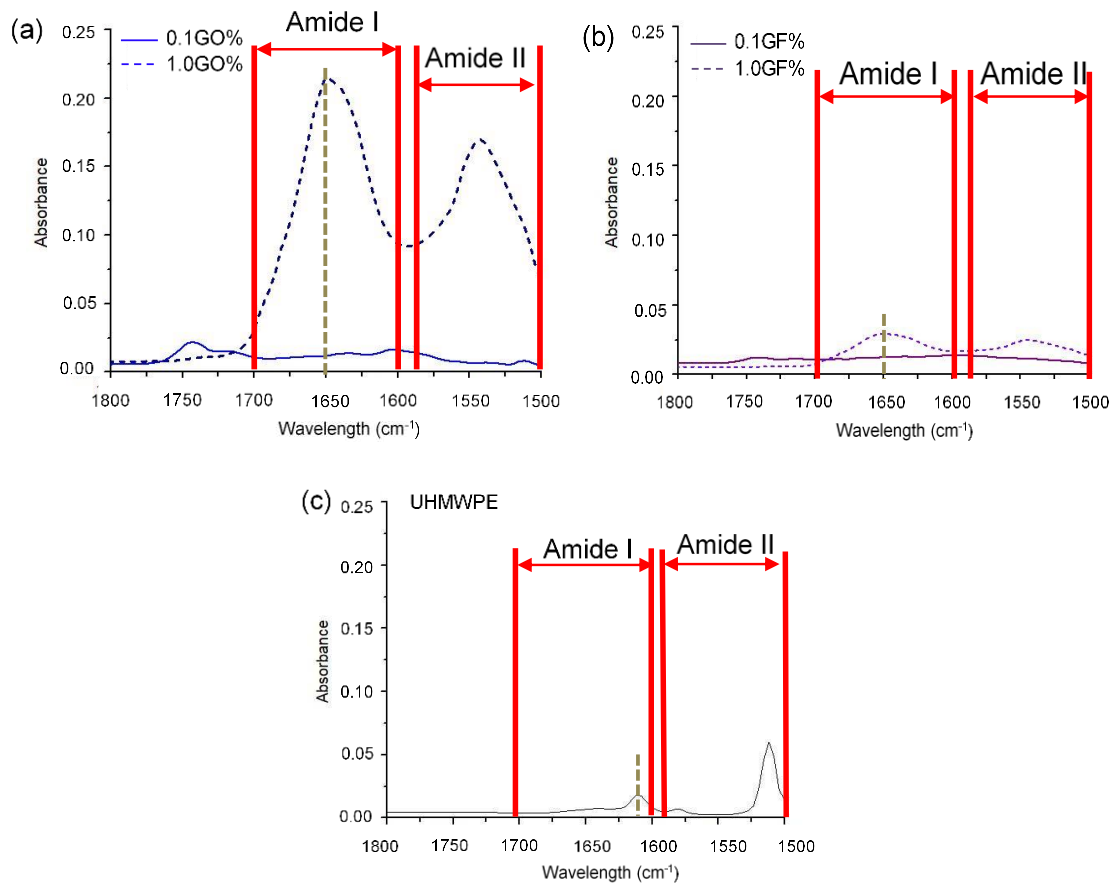 (a)
0.1GO%
1.0GO%
Amide I
Amide II
Absorbance
0.25
0.20
0.15
0.10
0.05
0.00
1800 1750 1700 1650 1600 1550 1500
Wavelength (cm⁻¹)
(b)
0.1GF%
1.0GF%
Amide I
Amide II
Absorbance
0.25
0.20
0.15
0.10
0.05
0.00
1800 1750 1700 1650 1600 1550 1500
Wavelength (cm⁻¹)
(c)
UHMWPE
Amide I
Amide II
Absorbance
0.25
0.20
0.15
0.10
0.05
0.00
1800 1750 1700 1650 1600 1550 1500
Wavelength (cm⁻¹)